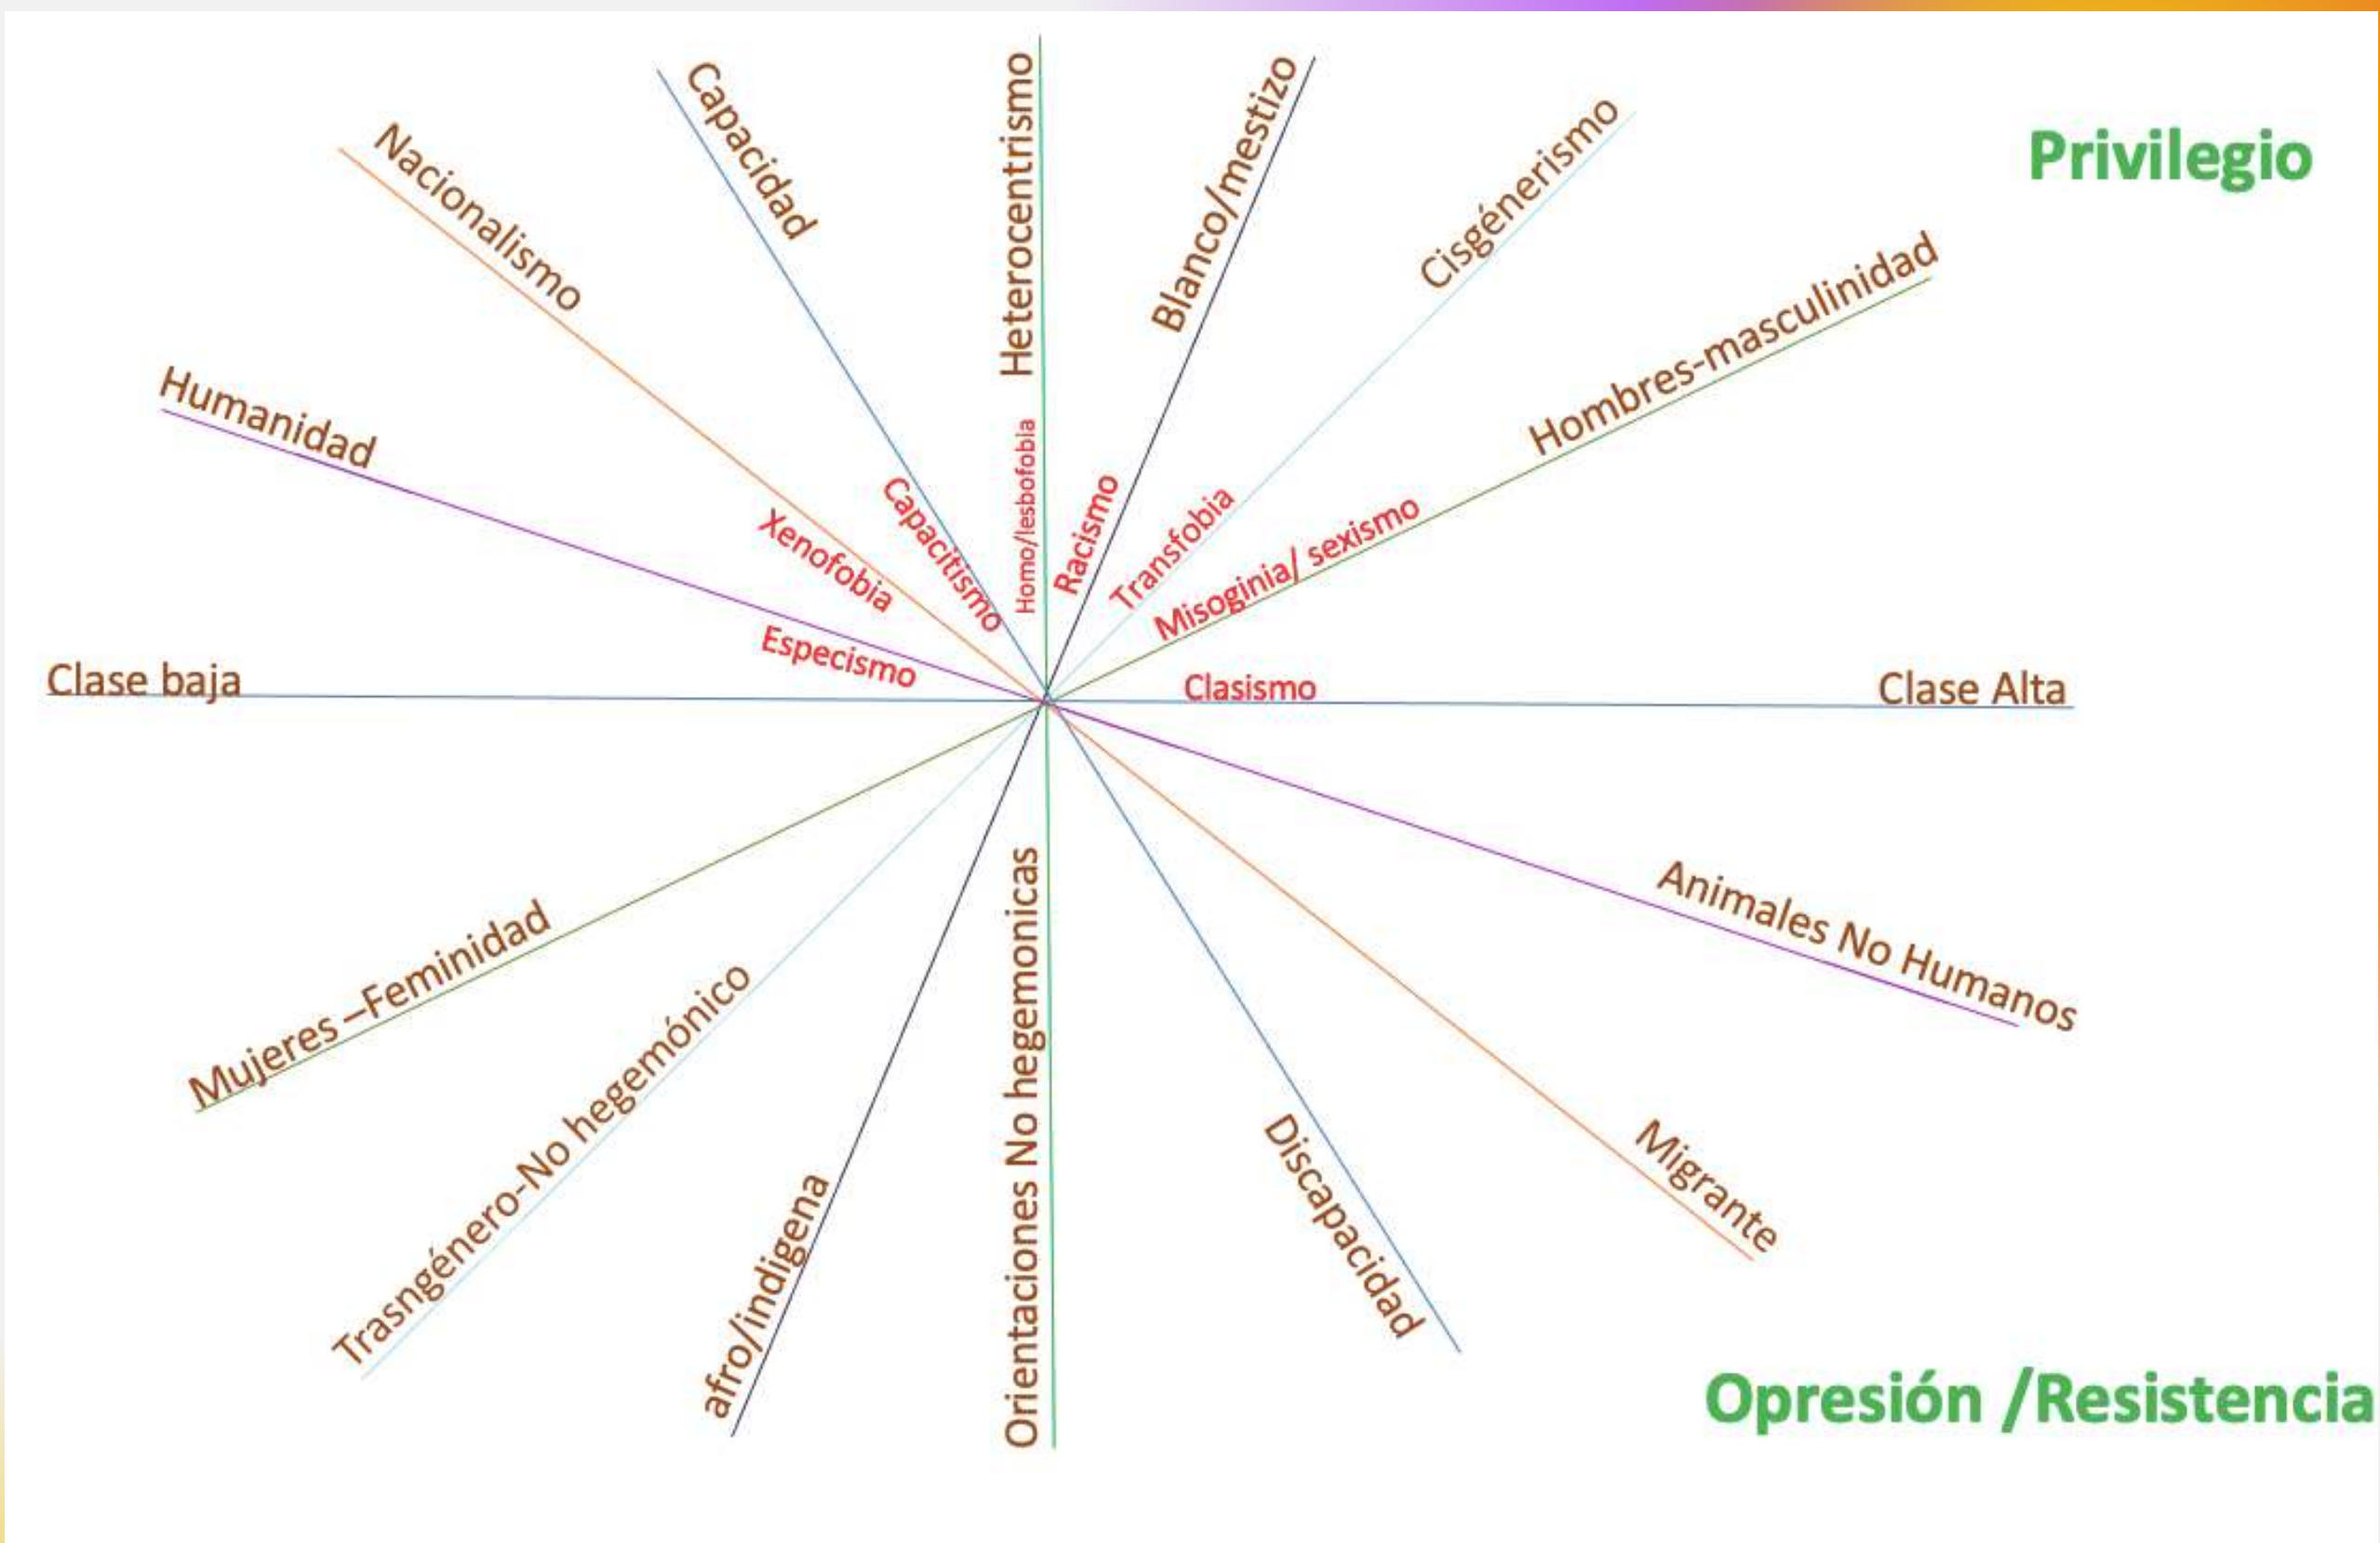 Heterocentrismo
Capacidad
Blanco/mestizo
Cisgénerismo
Nacionalismo
Privilegio
Hombres-masculinidad
Humanidad
Homo/lesbofobia
Racismo
Capacitismo
Transfobia
Xenofobia
Misoginia/ sexismo
Especismo
Clase baja
Clasismo
Clase Alta
Orientaciones No hegemonicas
Animales No Humanos
Mujeres –Feminidad
Trasngénero-No hegemónico
Migrante
Discapacidad
afro/indigena
Opresión /Resistencia